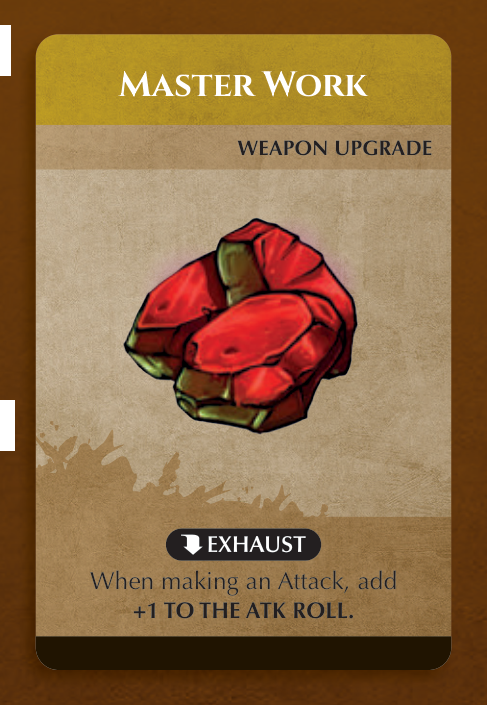 Master Work
WEAPON UPGRADE
EXHAUST
When making an Attack, add
+1 TO THE ATK ROLL.